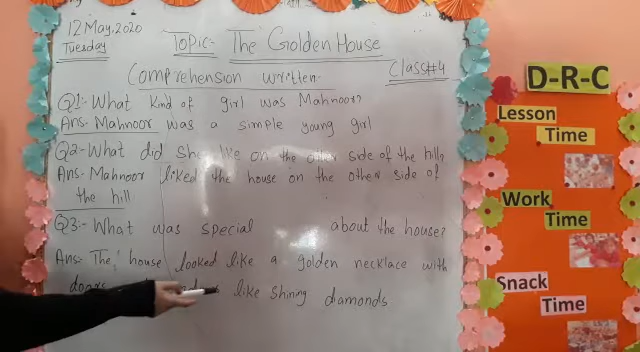 12 May, 2020
Tuesday
Topic:- The Golden House
Class#4
Comprehension written-
Q1:- What kind of girl was Mahnoor?
Ans:- Mahnoor was a simple young girl
Q2:- What did she like on the other side of the hill?
Ans:- Mahnoor liked the house on the other side of
the hill
Q3:- What was special about the house?
Ans:- The house looked like a golden necklace with
like shining diamonds
D-R-C
Lesson
Time
Work
Time
Snack
Time